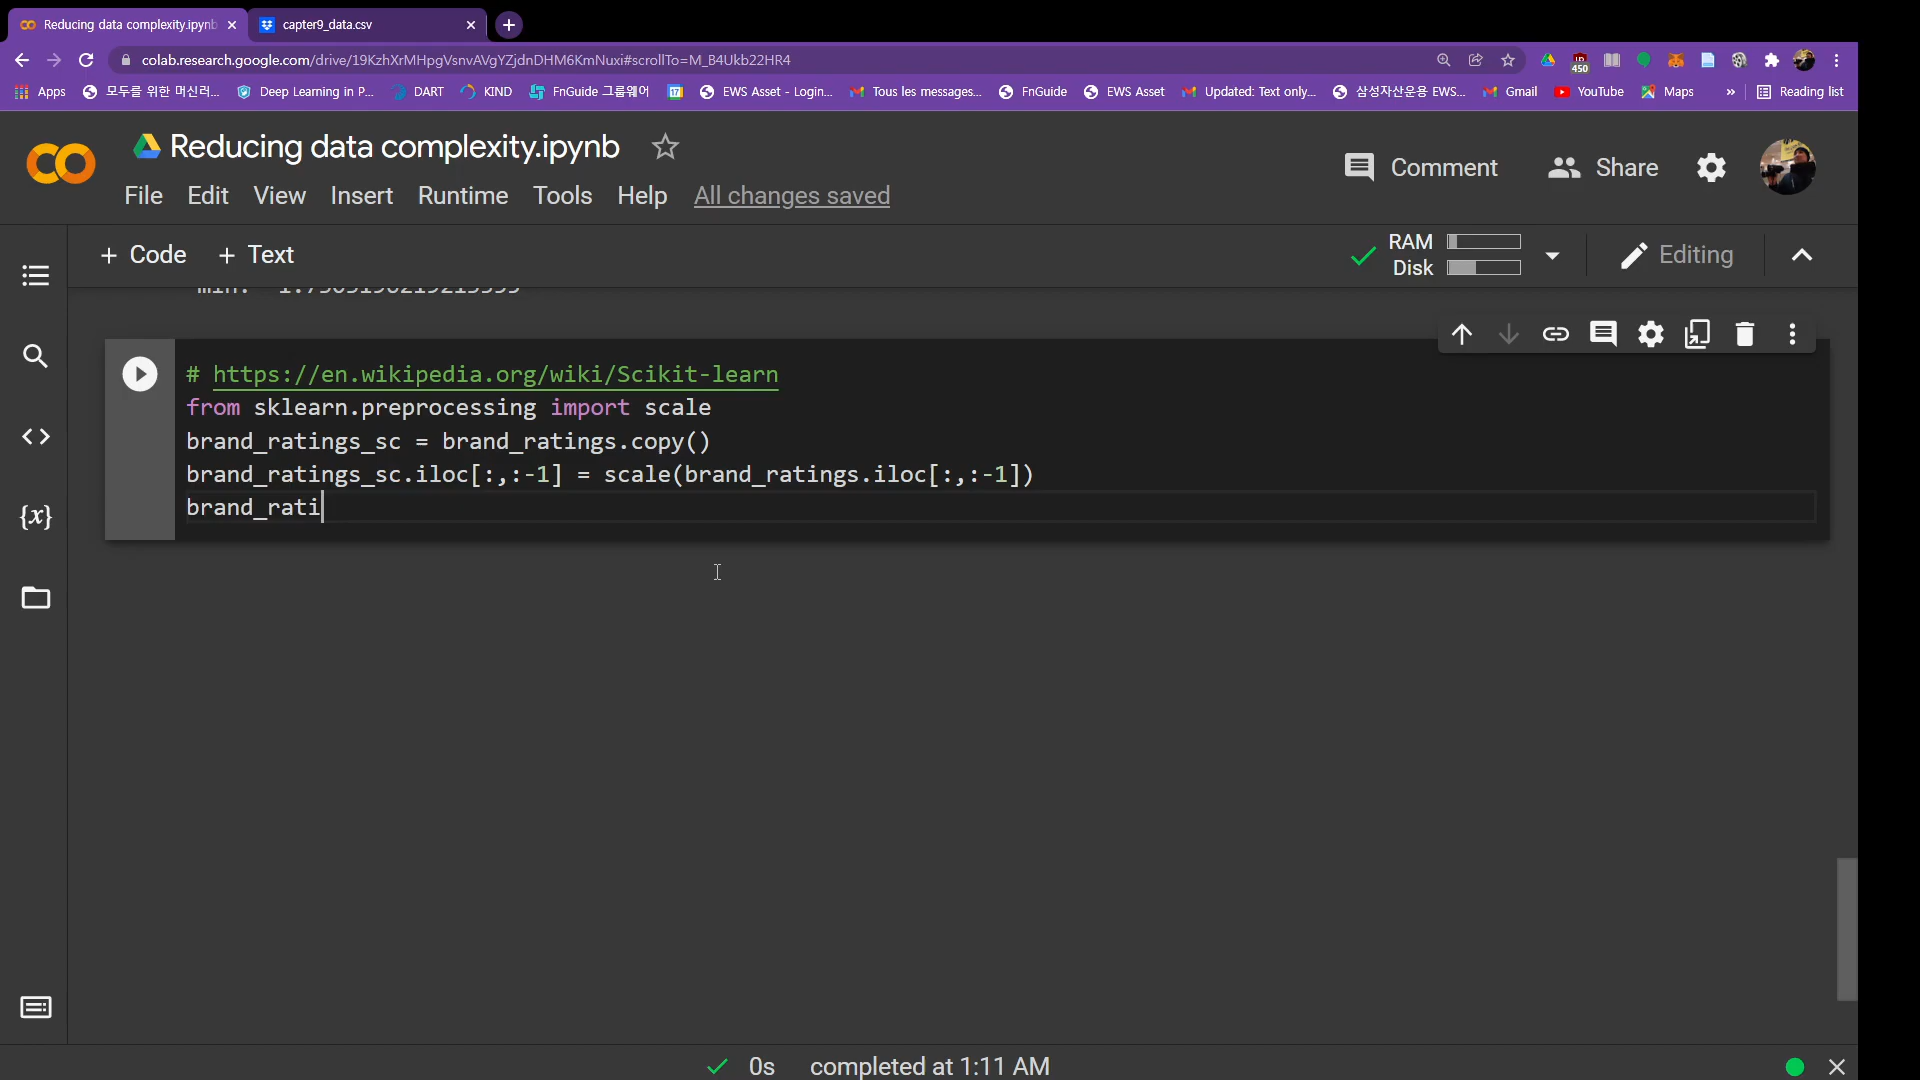 Reducing data complexity.ipynb
capter9_data.csv
colab.research.google.com/drive/19KzhXrMHpgVsnvAVgYZjdnDHM6KmNuxi#scrollTo=M_B4Ukb22HR4
450
Apps
모두를 위한 머신러...
Deep Learning in P...
DART
KIND
FnGuide 그룹웨어
17
EWS Asset - Login...
Tous les messages...
FnGuide
EWS Asset
Updated: Text only...
삼성자산운용 EWS...
Gmail
YouTube
Maps
»
Reading list
Reducing data complexity.ipynb
Comment
Share
File Edit View Insert Runtime Tools Help All changes saved
+ Code + Text
RAM
Disk
Editing
# https://en.wikipedia.org/wiki/Scikit-learn
from sklearn.preprocessing import scale
brand_ratings_sc = brand_ratings.copy()
brand_ratings_sc.iloc[:,:-1] = scale(brand_ratings.iloc[:,:-1])
brand_rati
{x}
0s completed at 1:11 AM